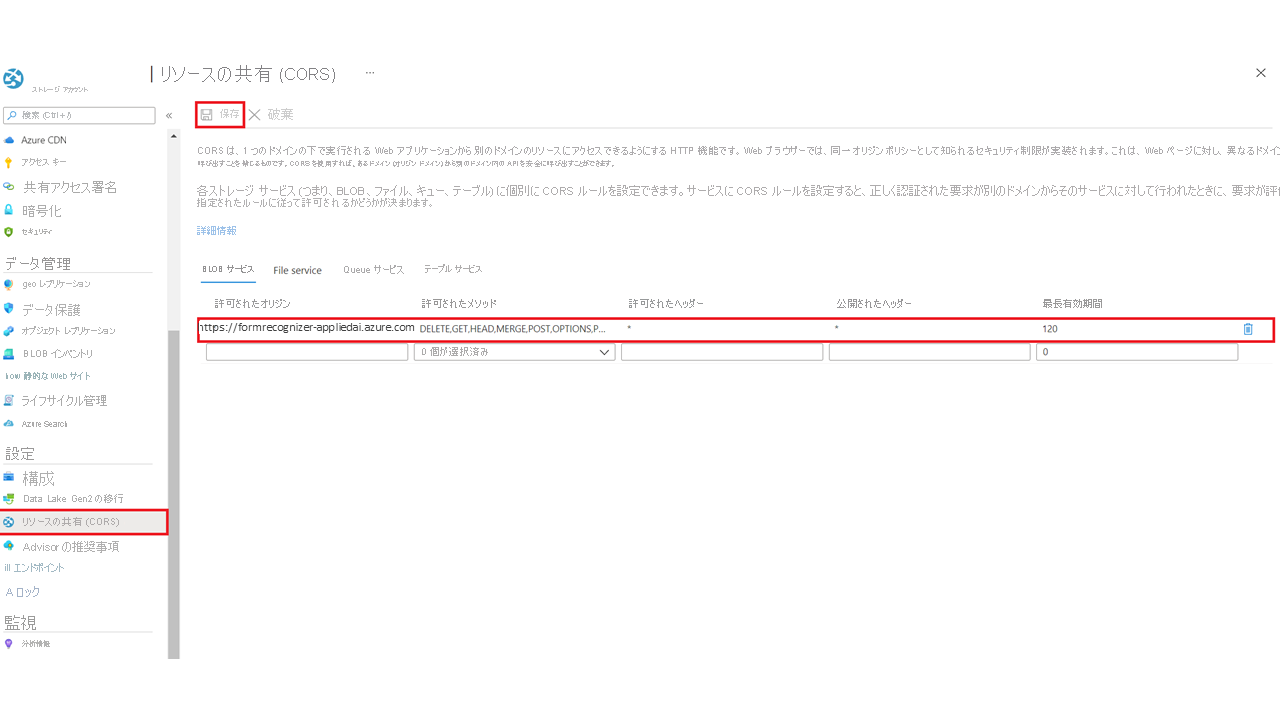 リソースの共有 (CORS) ...
ストレージ アカウント
検索 (Ctrl+/)
«
保存
破棄
Azure CDN
アクセス キー
共有アクセス署名
暗号化
セキュリティ
データ管理
geo レプリケーション
データ保護
オブジェクト レプリケーション
BLOB インベントリ
静的な Web サイト
ライフサイクル管理
Azure Search
設定
構成
Data Lake Gen2 の移行
リソースの共有 (CORS)
Advisor の推奨事項
ill エンドポイント
A ロック
監視
分析情報
CORS は、1 つのドメインの下で実行される Web アプリケーションから別のドメインのリソースにアクセスできるようにする HTTP 機能です。Web ブラウザーでは、同一オリジンポリシーとして知られるセキュリティ制限が実装されます。これは、Web ページに対し、異なるドメイン
呼び出すことを禁じるものです。CORS を使用すれば、あるドメイン (オリジン ドメイン) から別のドメイン内の API を安全に呼び出すことができます。
各ストレージ サービス (つまり、BLOB、ファイル、キュー、テーブル) に個別に CORS ルールを設定できます。サービスに CORS ルールを設定すると、正しく認証された要求が別のドメインからそのサービスに対して行われたときに、要求が評価
指定されたルールに従って許可されるかどうかが決まります。
詳細情報
BLOB サービス File service Queue サービス テーブル サービス
許可されたオリジン 許可されたメソッド 許可されたヘッダー 公開されたヘッダー 最長有効期間
https://formrecognizer-appliedai.azure.com DELETE,GET,HEAD,MERGE,POST,OPTIONS,P... * * 120
0 個が選択済み 0